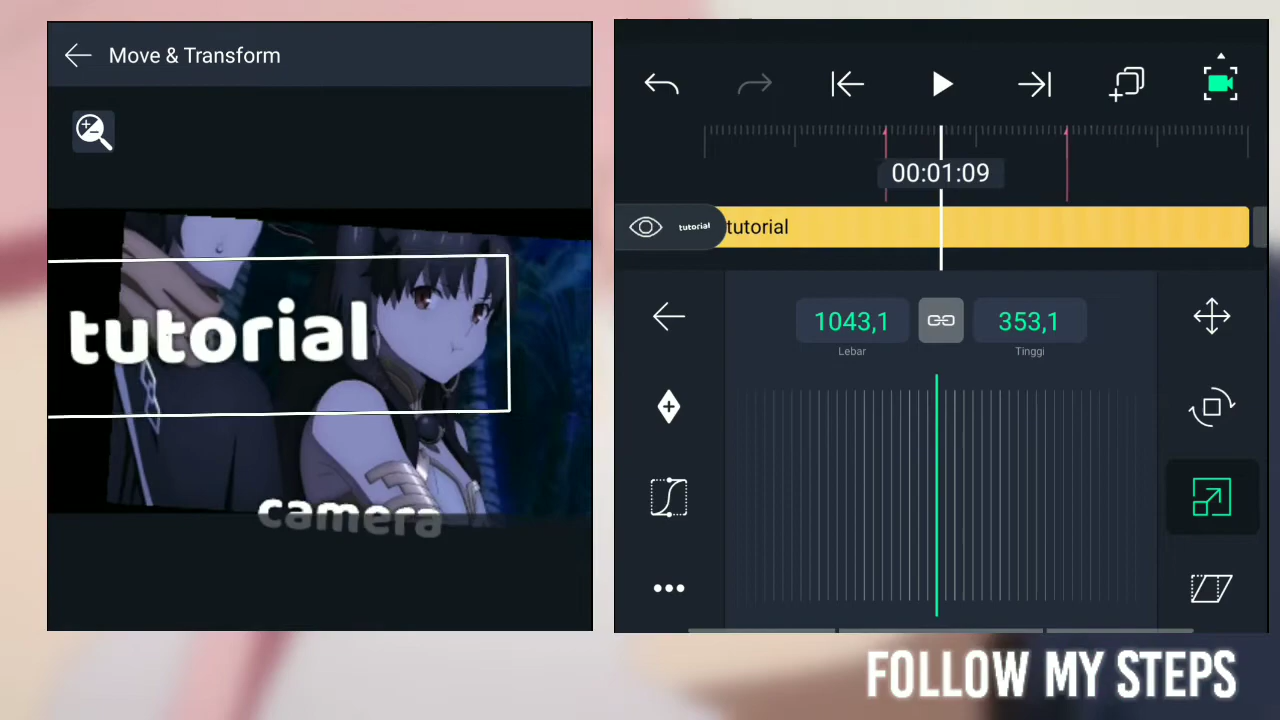 Move & Transform
tutorial
camera
00:01:09
tutorial
tutorial
1043,1
353,1
Lebar
Tinggi
FOLLOW MY STEPS